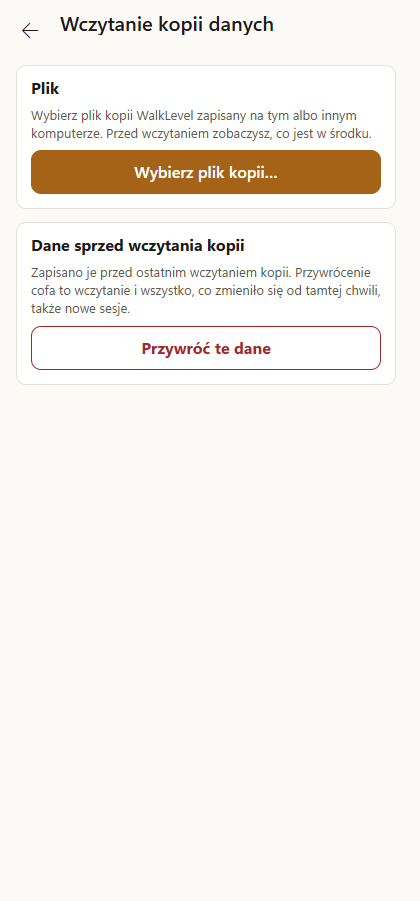 Wczytanie kopii danych
Plik
Wybierz plik kopii WalkLevel zapisany na tym albo innym
komputerze. Przed wczytaniem zobaczysz, co jest w środku.
Wybierz plik kopii...
Dane sprzed wczytania kopii
Zapisano je przed ostatnim wczytaniem kopii. Przywrócenie
cofa to wczytanie i wszystko, co zmieniło się od tamtej chwili,
także nowe sesje.
Przywróć te dane